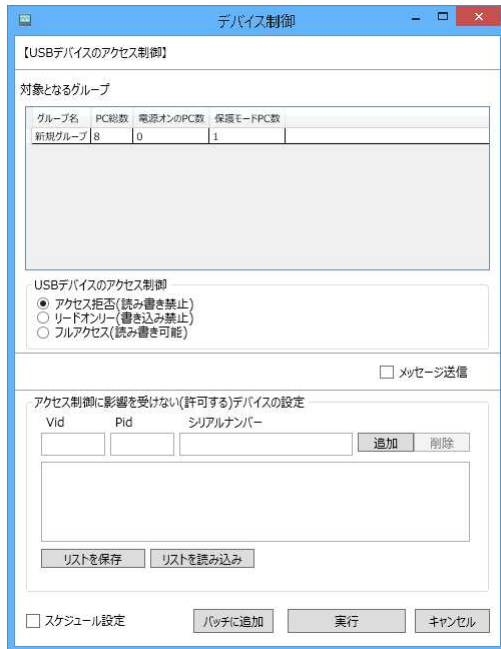 デバイス制御
【USBデバイスのアクセス制御】
対象となるグループ
グループ名 PC総数 電源オンのPC数 保護モードPC数
新規グループ 8 0 1
USBデバイスのアクセス制御
アクセス拒否(読み書き禁止)
リードオンリー(書き込み禁止)
フルアクセス(読み書き可能)
メッセージ送信
アクセス制御に影響を受けない(許可する)デバイスの設定
Vid Pid シリアルナンバー
追加 削除
リストを保存 リストを読み込み
スケジュール設定 バッチに追加 実行 キャンセル